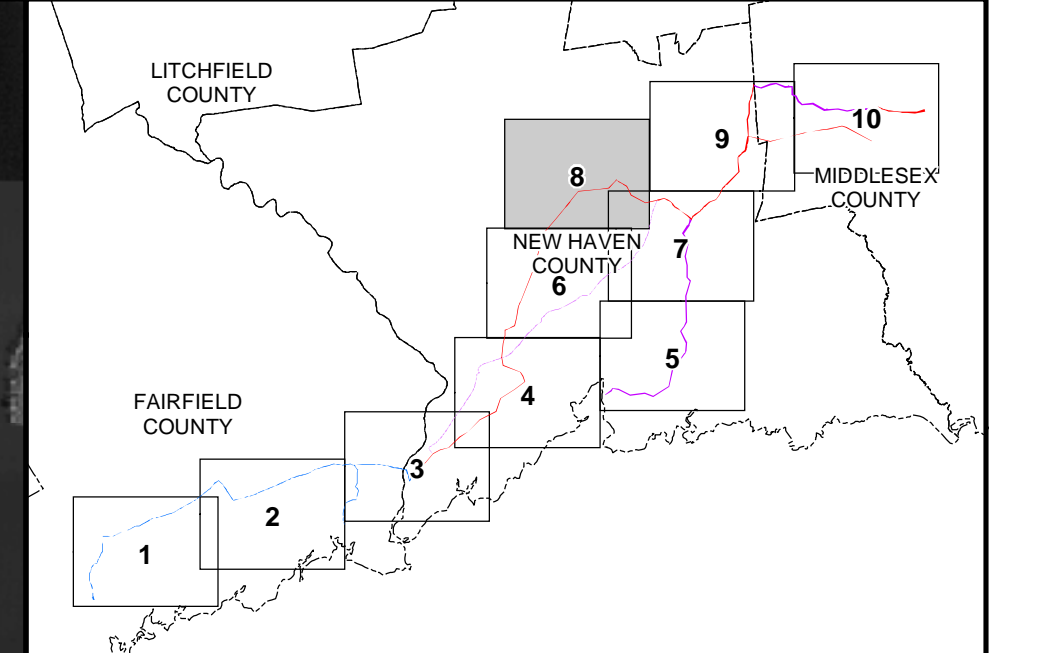 LITCHFIELD
COUNTY
10
9
8
MIDDLESEX
COUNTY
NEW HAVEN
COUNTY
7
6
5
4
FAIRFIELD
COUNTY
3
2
1